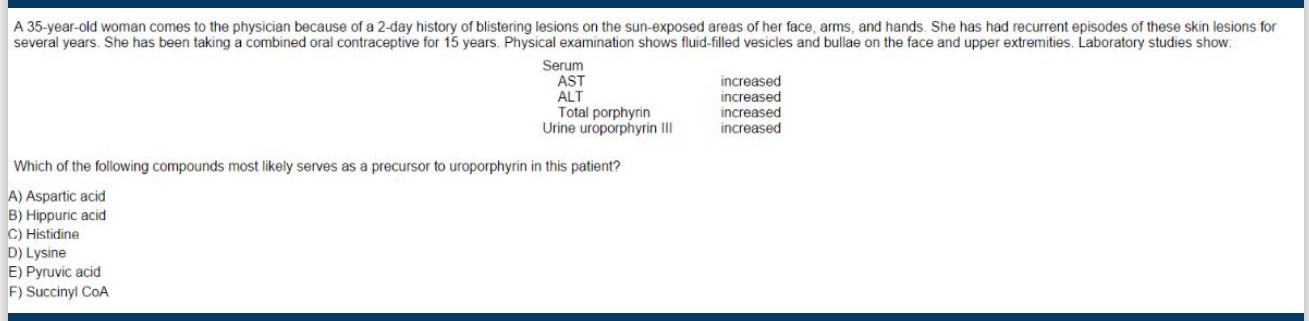 A 35-year-old woman comes to the physician because of a 2-day history of blistering lesions on the sun-exposed areas of her face, arms, and hands. She has had recurrent episodes of these skin lesions for
several years. She has been taking a combined oral contraceptive for 15 years. Physical examination shows fluid-filled vesicles and bullae on the face and upper extremities. Laboratory studies show:
Serum
AST increased
ALT increased
Total porphyrin increased
Urine uroporphyrin III increased
Which of the following compounds most likely serves as a precursor to uroporphyrin in this patient?
A) Aspartic acid
B) Hippuric acid
C) Histidine
D) Lysine
E) Pyruvic acid
F) Succinyl CoA